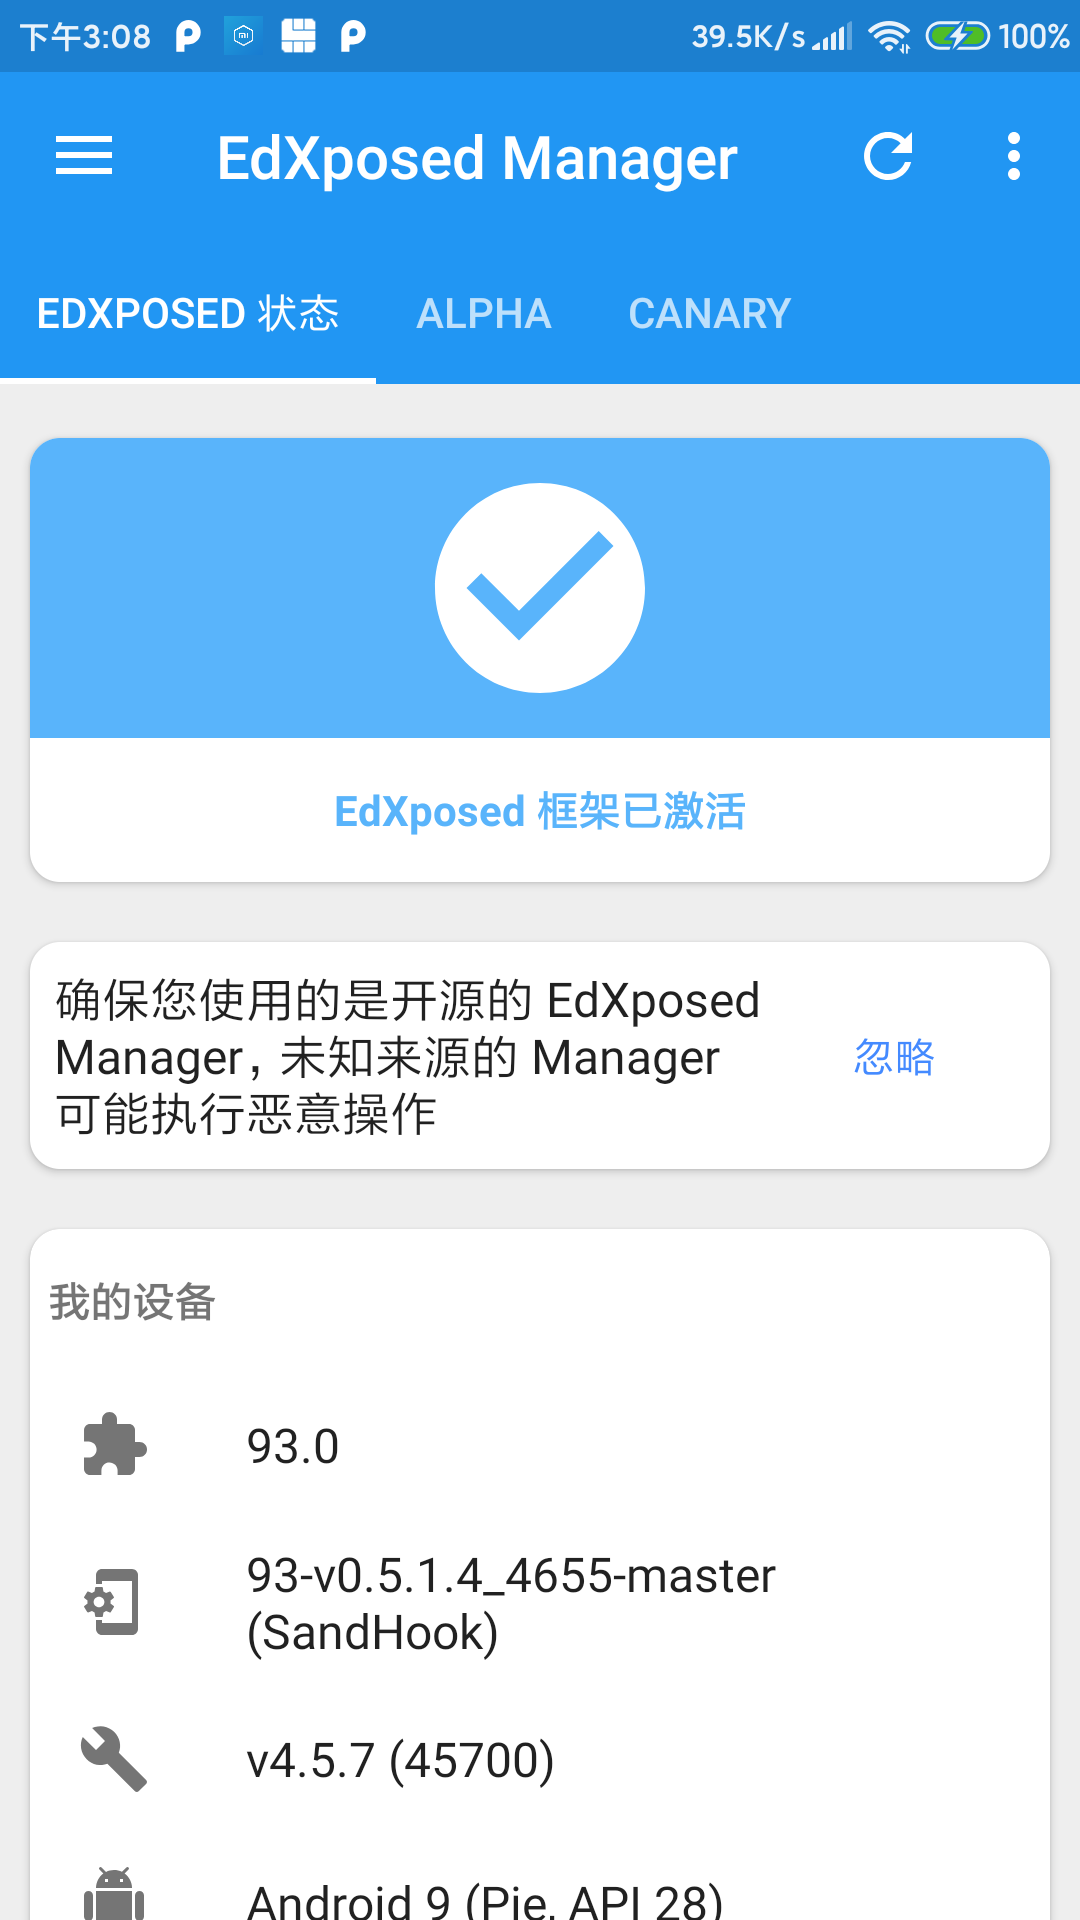 下午3:08 39.5K/s 100%
EdXposed Manager
EDXPOSED 状态 ALPHA CANARY
EdXposed 框架已激活
确保您使用的是开源的 EdXposed
Manager，未知来源的 Manager
可能执行恶意操作
忽略
我的设备
93.0
93-v0.5.1.4_4655-master
(SandHook)
v4.5.7 (45700)
Android 9 (Pie, API 28)